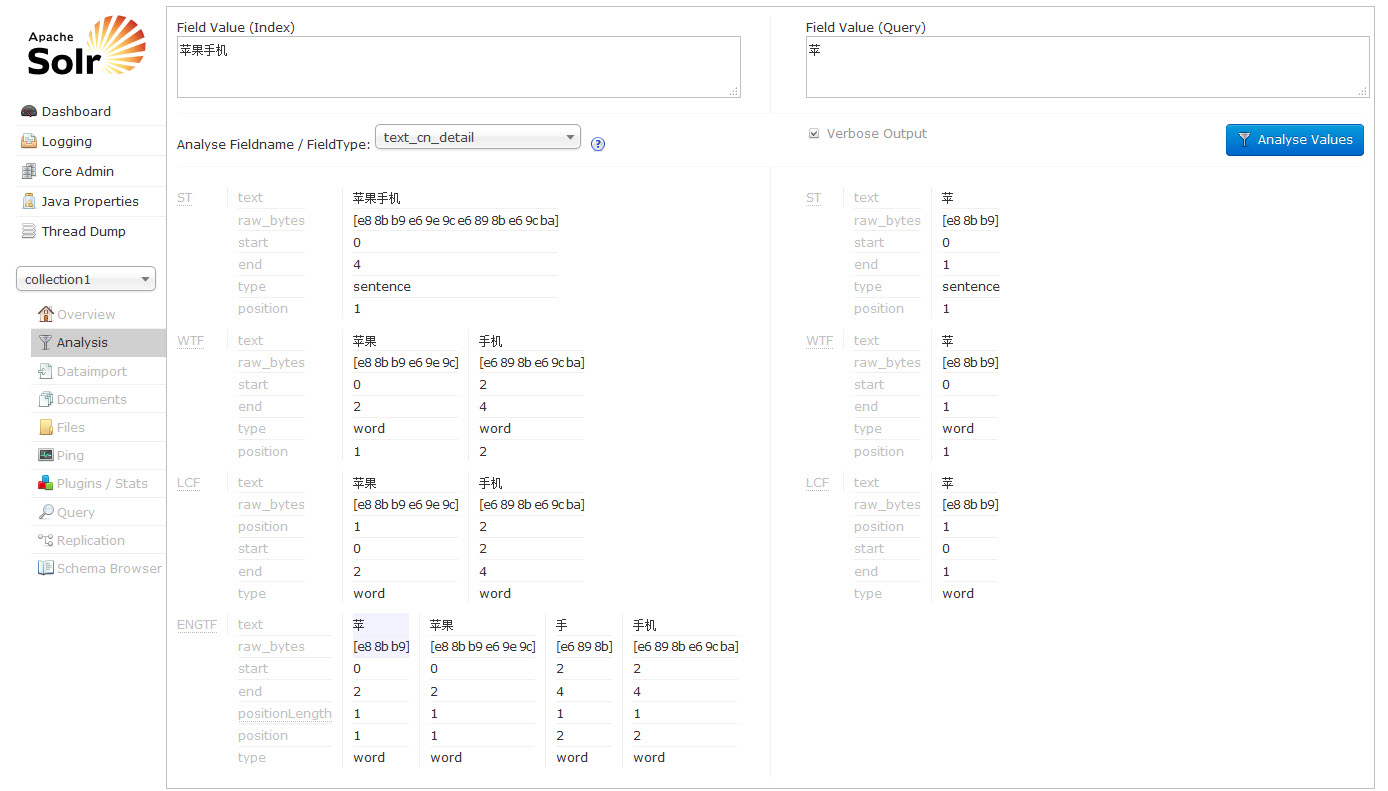 Apache
Solr
Dashboard
Logging
Core Admin
Java Properties
Thread Dump
collection1
Overview
Analysis
Dataimport
Documents
Files
Ping
Plugins / Stats
Query
Replication
Schema Browser
Field Value (Index)
苹果手机
Field Value (Query)
苹
Analyse Fieldname / FieldType: text_cn_detail ?
Verbose Output
Analyse Values
ST
text 苹果手机
raw_bytes [e8 8b b9 e6 9e 9c e6 89 8b e6 9c ba]
start 0
end 4
type sentence
position 1
WTF
text 苹果 手机
raw_bytes [e8 8b b9 e6 9e 9c] [e6 89 8b e6 9c ba]
start 0 2
end 2 4
type word word
position 1 2
LCF
text 苹果 手机
raw_bytes [e8 8b b9 e6 9e 9c] [e6 89 8b e6 9c ba]
position 1 2
start 0 2
end 2 4
type word word
ENGTF
text 苹 苹果 手 手机
raw_bytes [e8 8b b9] [e8 8b b9 e6 9e 9c] [e6 89 8b] [e6 89 8b e6 9c ba]
start 0 0 2 2
end 2 2 4 4
positionLength 1 1 1 1
position 1 1 2 2
type word word word word
ST
text 苹
raw_bytes [e8 8b b9]
start 0
end 1
type sentence
position 1
WTF
text 苹
raw_bytes [e8 8b b9]
start 0
end 1
type word
position 1
LCF
text 苹
raw_bytes [e8 8b b9]
position 1
start 0
end 1
type word